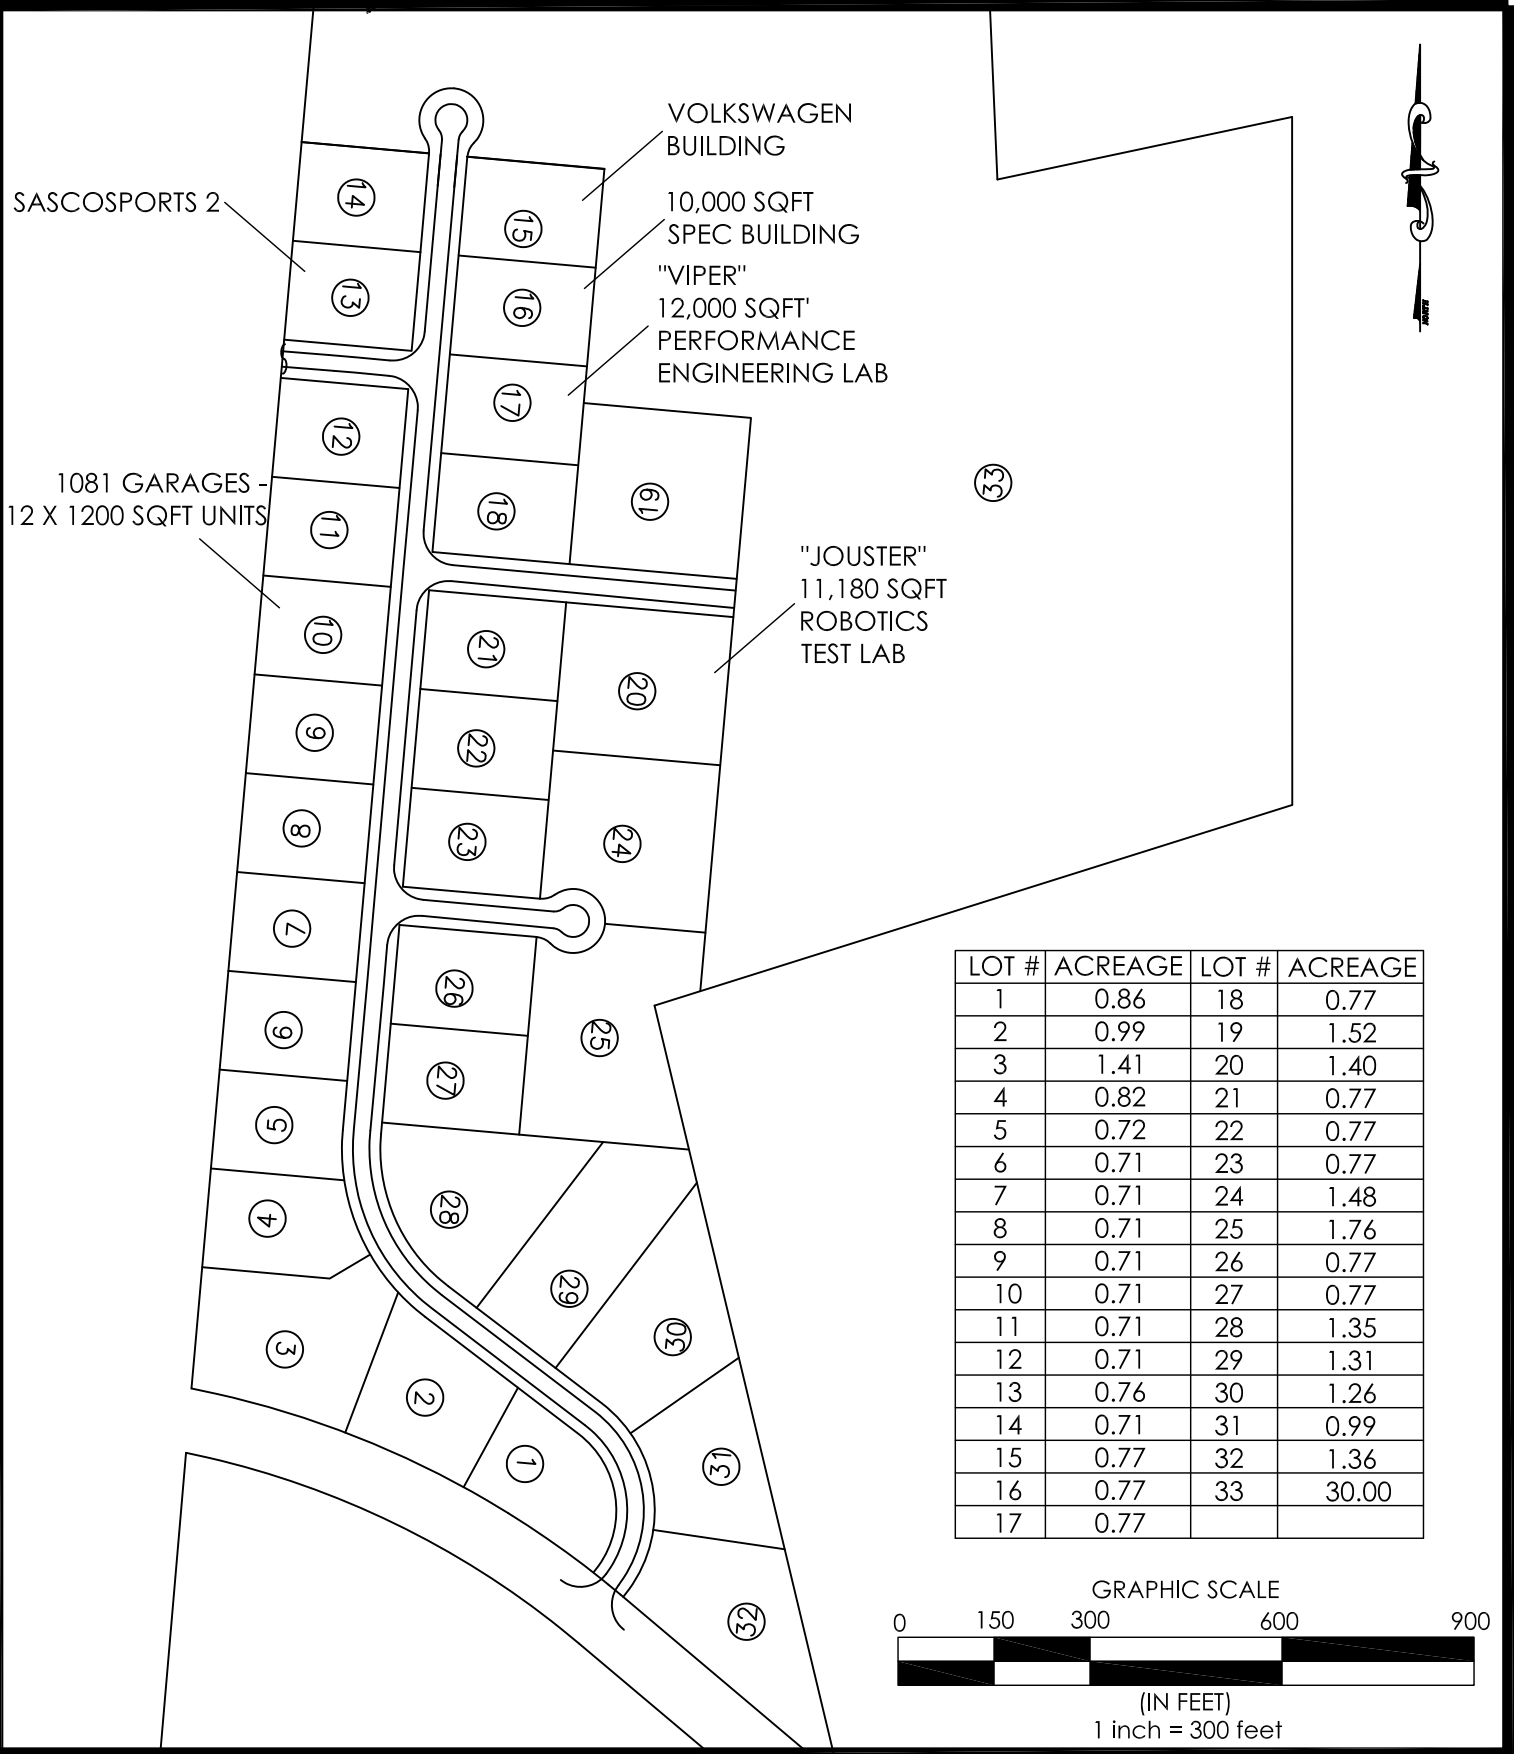 VOLKSWAGEN
BUILDING
SASCOSPORTS 2
10,000 SQFT
SPEC BUILDING
"VIPER"
12,000 SQFT'
PERFORMANCE
ENGINEERING LAB
1081 GARAGES -
12 X 1200 SQFT UNITS
"JOUSTER"
11,180 SQFT
ROBOTICS
TEST LAB
NORTH
14
13
15
16
17
18
19
33
12
11
10
9
8
7
6
5
4
3
2
1
21
22
23
20
24
26
27
25
28
29
30
31
32
LOT # ACREAGE LOT # ACREAGE
1 0.86 18 0.77
2 0.99 19 1.52
3 1.41 20 1.40
4 0.82 21 0.77
5 0.72 22 0.77
6 0.71 23 0.77
7 0.71 24 1.48
8 0.71 25 1.76
9 0.71 26 0.77
10 0.71 27 0.77
11 0.71 28 1.35
12 0.71 29 1.31
13 0.76 30 1.26
14 0.71 31 0.99
15 0.77 32 1.36
16 0.77 33 30.00
17 0.77
GRAPHIC SCALE
0 150 300 600 900
(IN FEET)
1 inch = 300 feet